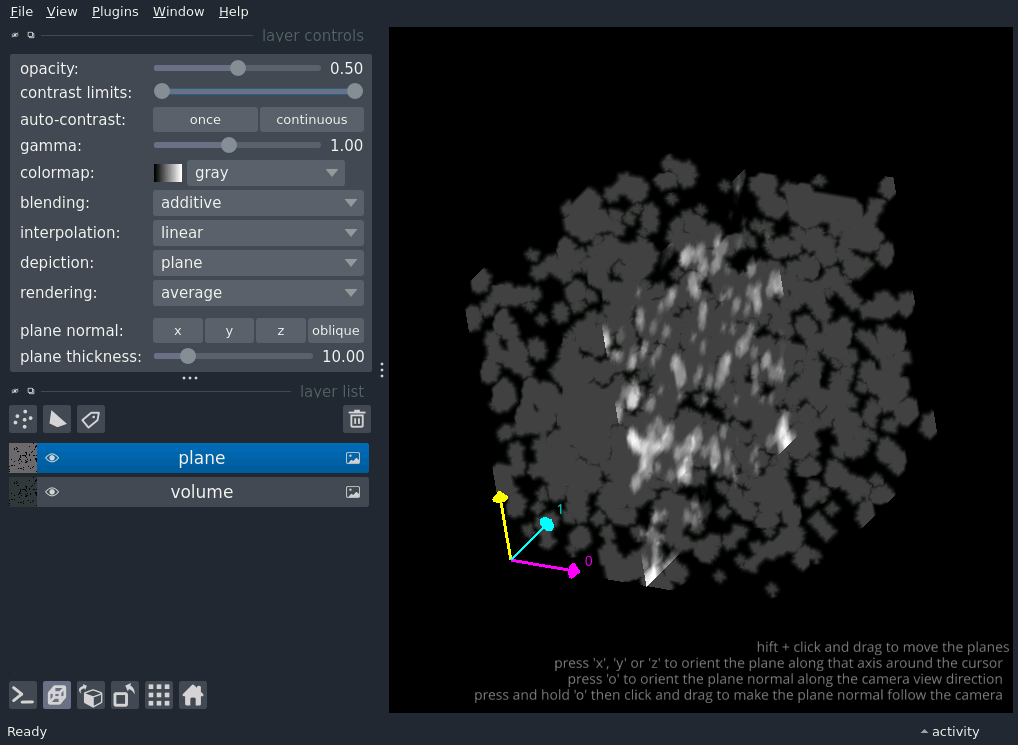 File View Plugins Window Help
layer controls
opacity: 0.50
contrast limits:
auto-contrast: once continuous
gamma: 1.00
colormap: gray
blending: additive
interpolation: linear
depiction: plane
rendering: average
plane normal: x y z oblique
plane thickness: 10.00
layer list
plane
volume
1
0
hift + click and drag to move the planes
press 'x', 'y' or 'z' to orient the plane along that axis around the cursor
press 'o' to orient the plane normal along the camera view direction
press and hold 'o' then click and drag to make the plane normal follow the camera
Ready
activity